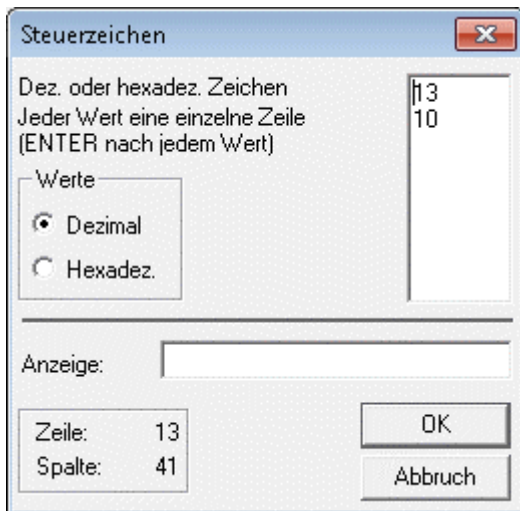 Steuerzeichen
Dez. oder hexadez. Zeichen
Jeder Wert eine einzelne Zeile
(ENTER nach jedem Wert)
13
10
Werte
Dezimal
Hexadez.
Anzeige:
Zeile: 13
Spalte: 41
OK
Abbruch